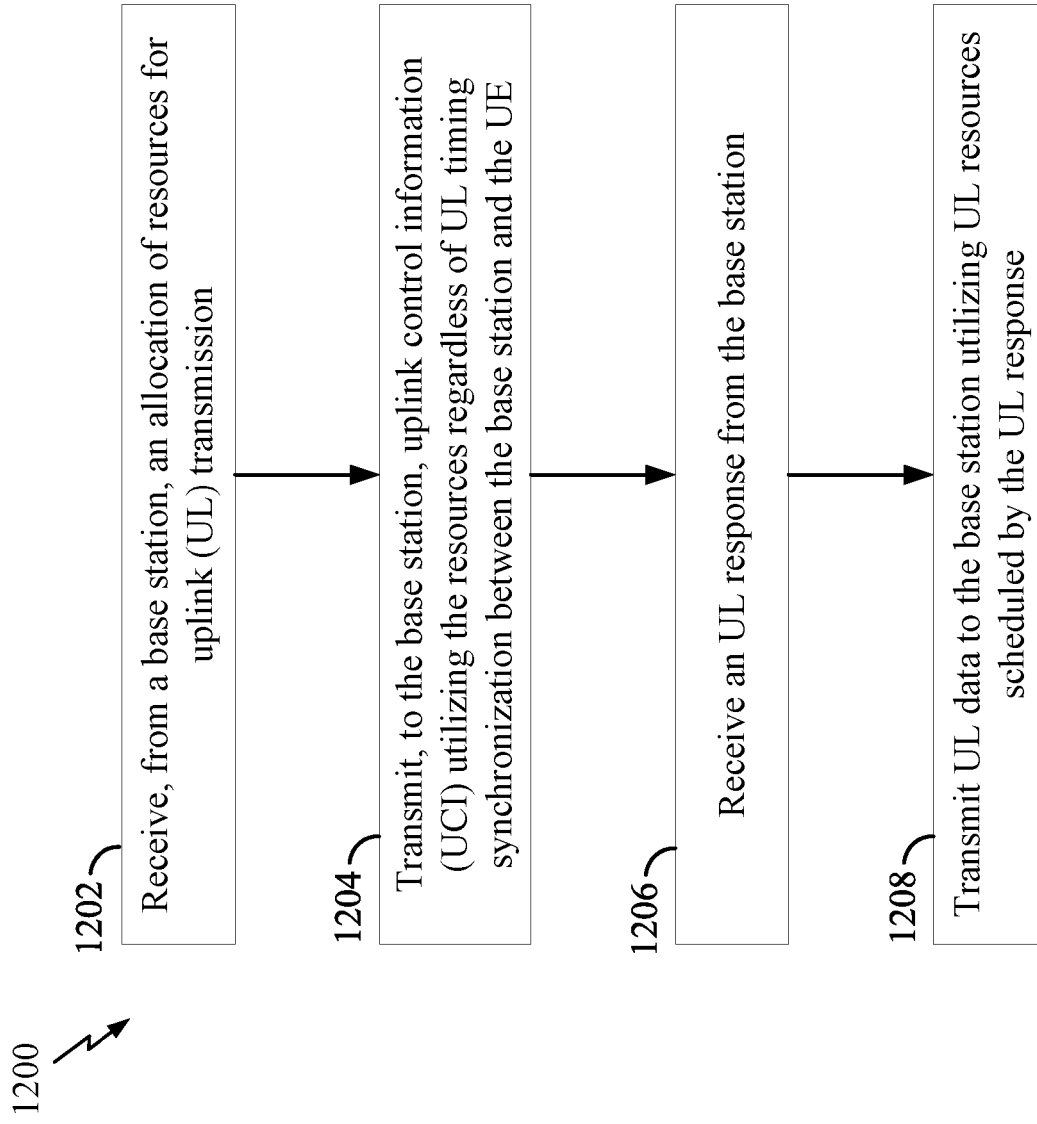 1200
1202
Receive, from a base station, an allocation of resources for
uplink (UL) transmission
1204
Transmit, to the base station, uplink control information
(UCI) utilizing the resources regardless of UL timing
synchronization between the base station and the UE
1206
Receive an UL response from the base station
1208
Transmit UL data to the base station utilizing UL resources
scheduled by the UL response